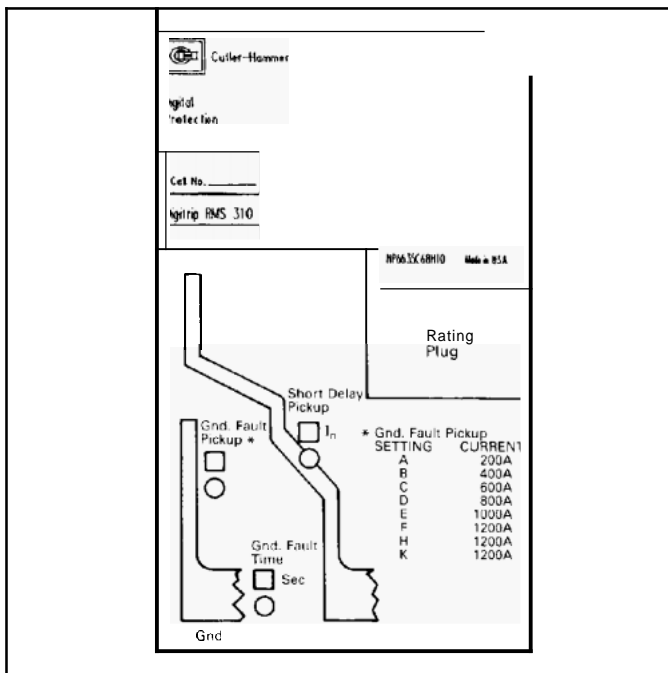 Cutler-Hammer
igital
rotection
Cat No.
igitrip RMS 310
NP6635C68H10 Made in USA
Rating
Plug
Short Delay
Pickup
In
Gnd. Fault
Pickup *
* Gnd. Fault Pickup
SETTING CURRENT
A 200A
B 400A
C 600A
D 800A
E 1000A
F 1200A
H 1200A
K 1200A
Gnd. Fault
Time
Sec
Gnd